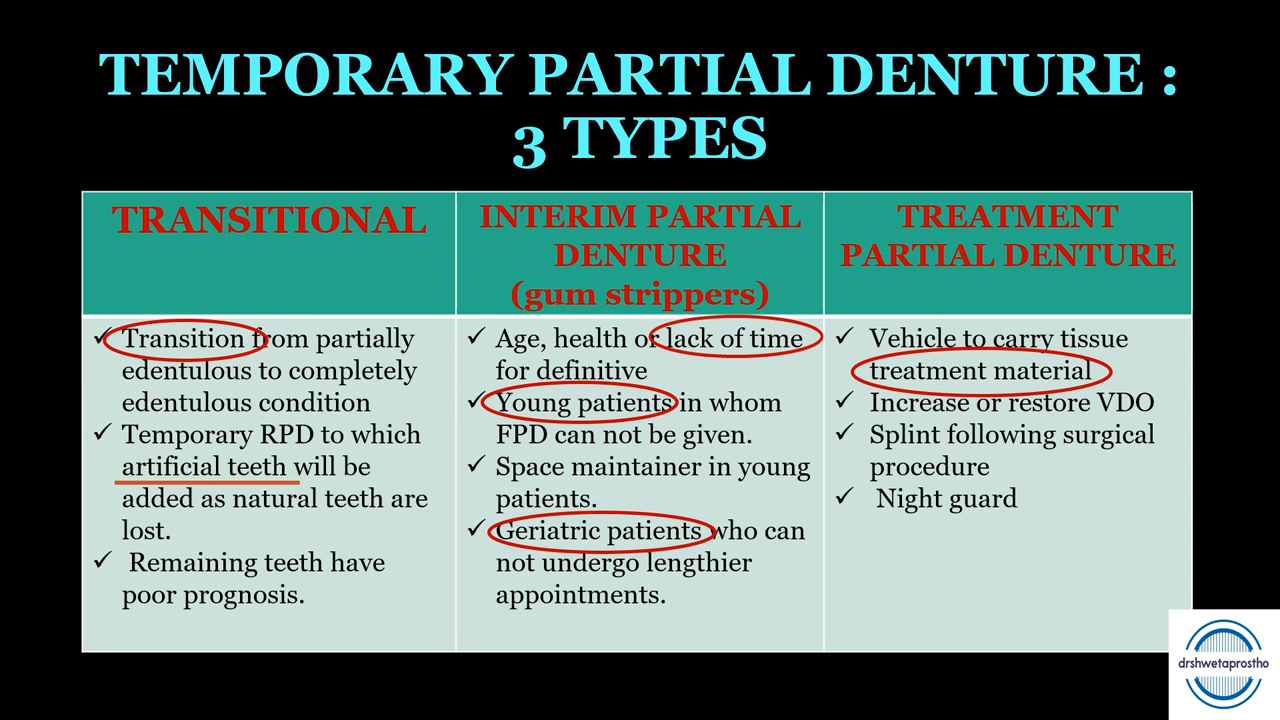 TEMPORARY PARTIAL DENTURE :
3 TYPES
TRANSITIONAL
INTERIM PARTIAL
DENTURE
(gum strippers)
TREATMENT
PARTIAL DENTURE
✓ Transition from partially
edentulous to completely
edentulous condition
✓ Temporary RPD to which
artificial teeth will be
added as natural teeth are
lost.
✓ Remaining teeth have
poor prognosis.
✓ Age, health or lack of time
for definitive
✓ Young patients in whom
FPD can not be given.
✓ Space maintainer in young
patients.
✓ Geriatric patients who can
not undergo lengthier
appointments.
✓ Vehicle to carry tissue
treatment material
✓ Increase or restore VDO
✓ Splint following surgical
procedure
✓ Night guard
drshwetaprostho